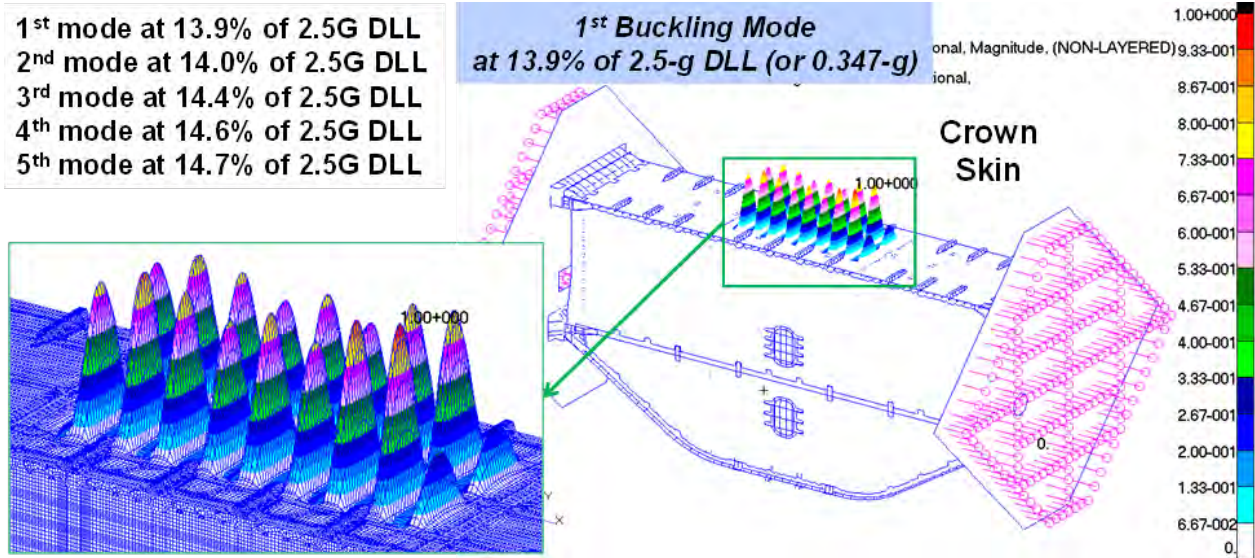 1st mode at 13.9% of 2.5G DLL
2nd mode at 14.0% of 2.5G DLL
3rd mode at 14.4% of 2.5G DLL
4th mode at 14.6% of 2.5G DLL
5th mode at 14.7% of 2.5G DLL
1st Buckling Mode
at 13.9% of 2.5-g DLL (or 0.347-g)
onal, Magnitude, (NON-LAYERED)
ional,
Crown
Skin
1.00+000
1.00+000
0.
Y
X
1.00+000
9.33-001
8.67-001
8.00-001
7.33-001
6.67-001
6.00-001
5.33-001
4.67-001
4.00-001
3.33-001
2.67-001
2.00-001
1.33-001
6.67-002
0.